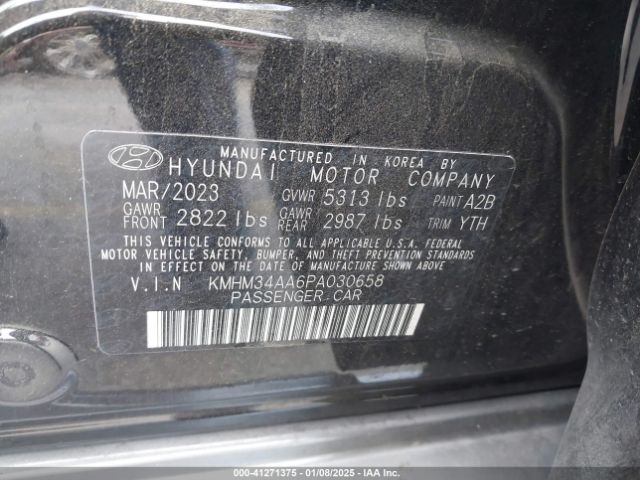 MANUFACTURED IN KOREA BY
HYUNDAI MOTOR COMPANY
MAR/2023 GVWR 5313 lbs PAINT A2B
GAWR FRONT 2822 lbs GAWR REAR 2987 lbs TRIM YTH
THIS VEHICLE CONFORMS TO ALL APPLICABLE U.S.A. FEDERAL
MOTOR VEHICLE SAFETY, BUMPER, AND THEFT PREVENTION STANDARDS
IN EFFECT ON THE DATE OF MANUFACTURE SHOWN ABOVE
V.I.N KMHM34AA6PA030658
PASSENGER CAR
000-41271375 | 01/08/2025 | IAA Inc.